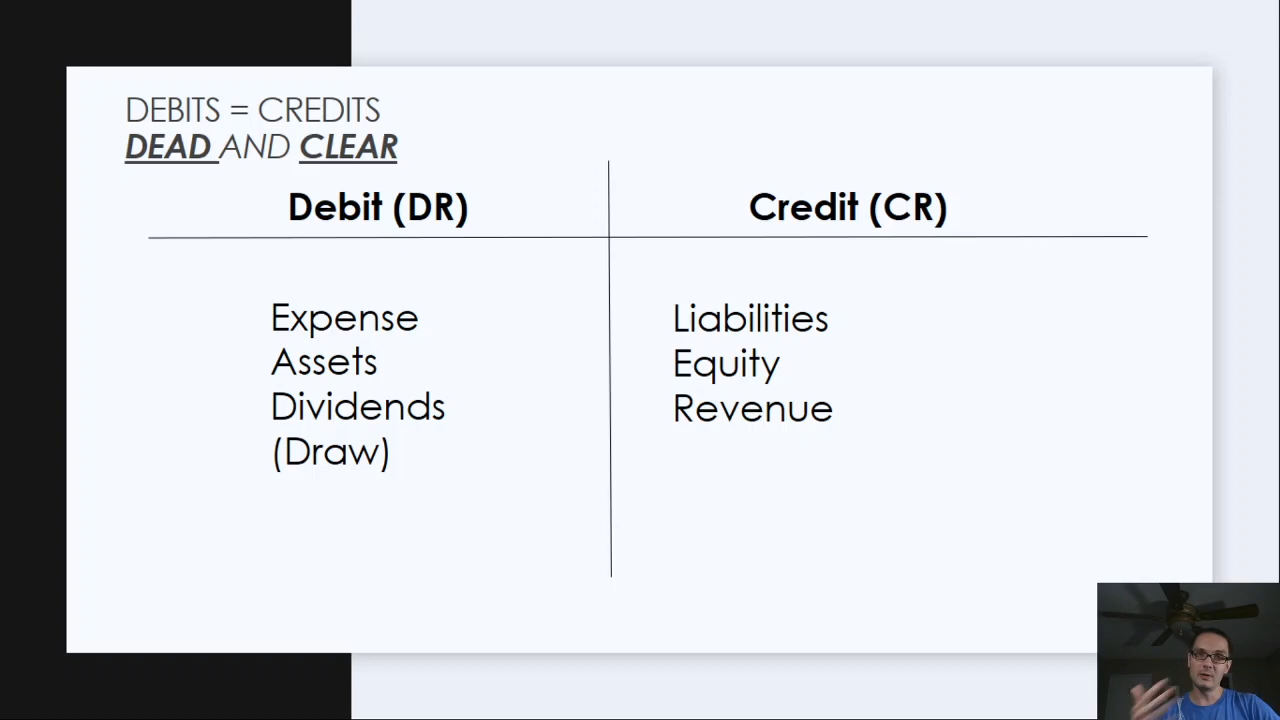 DEBITS = CREDITS
DEAD AND CLEAR
Debit (DR)
Credit (CR)
Expense
Assets
Dividends
(Draw)
Liabilities
Equity
Revenue